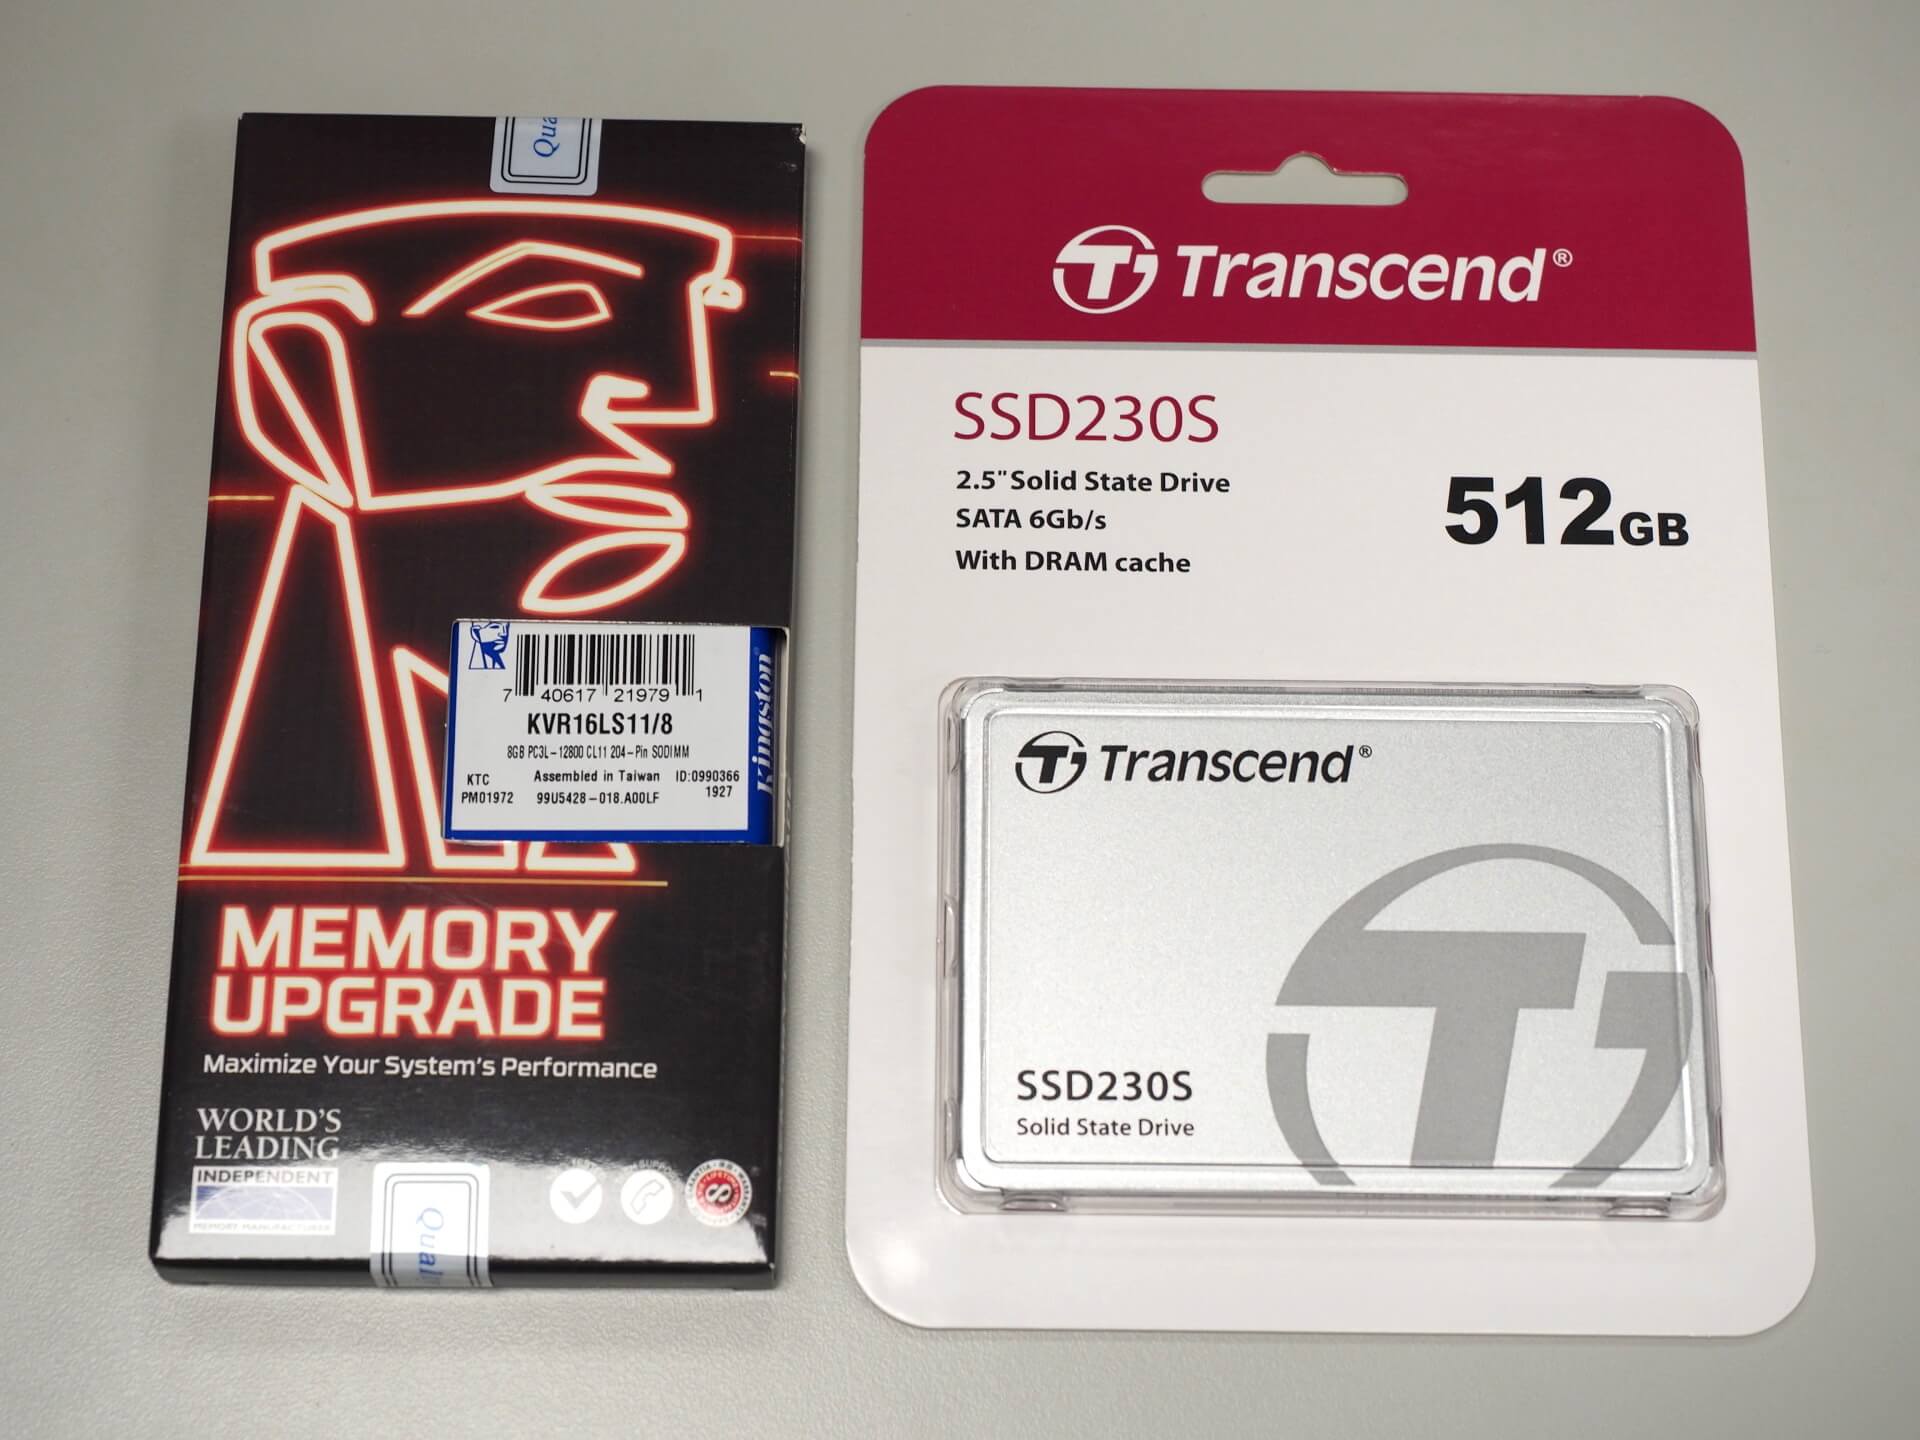 Qua
7 40617 21979 1
KVR16LS11/8
8GB PC3L-12800 CL11 204-Pin SODIMM
KTC Assembled in Taiwan ID:0990366
PM01972 99U5428-018.A00LF 1927
Kingston
MEMORY
UPGRADE
Maximize Your System's Performance
WORLD'S
LEADING
INDEPENDENT
MEMORY MANUFACTURER
Qual
Transcend®
SSD230S
2.5" Solid State Drive
SATA 6Gb/s
With DRAM cache
512GB
Transcend®
SSD230S
Solid State Drive